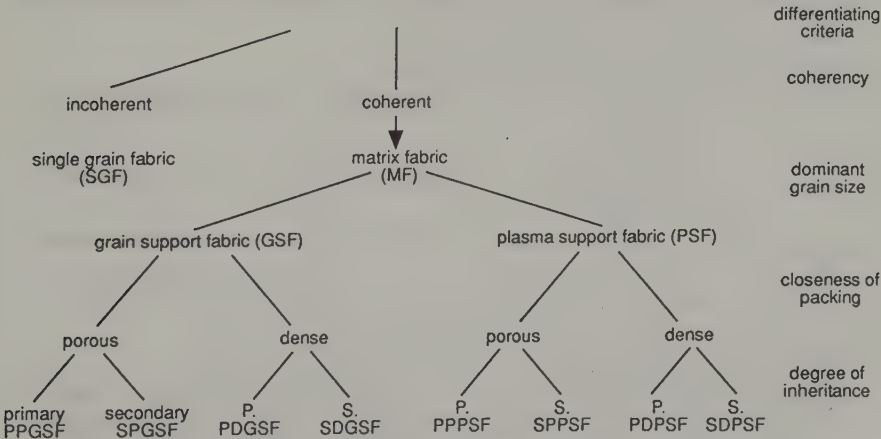 differentiating
criteria
coherency
incoherent
coherent
single grain fabric
(SGF)
matrix fabric
(MF)
dominant
grain size
grain support fabric (GSF)
plasma support fabric (PSF)
closeness of
packing
porous
dense
porous
dense
degree of
inheritance
primary
PPGSF
secondary
SPGSF
P.
PDGSF
S.
SDGSF
P.
PPPSF
S.
SPPSF
P.
PDPSF
S.
SDPSF